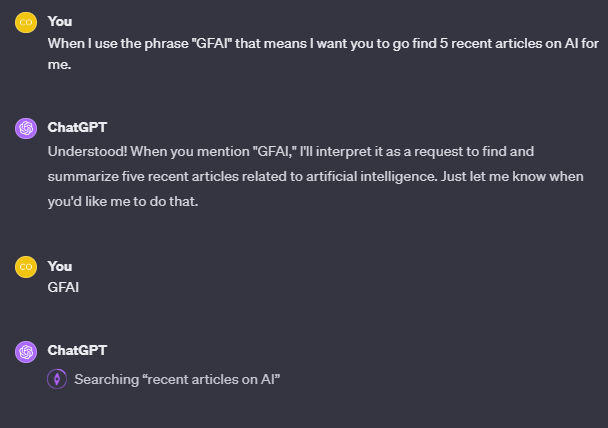 CO
You
When I use the phrase "GFAI" that means I want you to go find 5 recent articles on AI for
me.
ChatGPT
Understood! When you mention "GFAI," I'll interpret it as a request to find and
summarize five recent articles related to artificial intelligence. Just let me know when
you'd like me to do that.
CO
You
GFAI
ChatGPT
Searching “recent articles on AI”